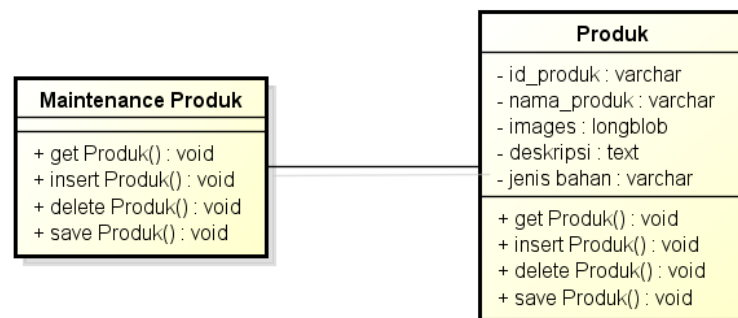 Maintenance Produk
+ get Produk() : void
+ insert Produk() : void
+ delete Produk() : void
+ save Produk() : void
Produk
- id_produk : varchar
- nama_produk : varchar
- images : longblob
- deskripsi : text
- jenis bahan : varchar
+ get Produk() : void
+ insert Produk() : void
+ delete Produk() : void
+ save Produk() : void